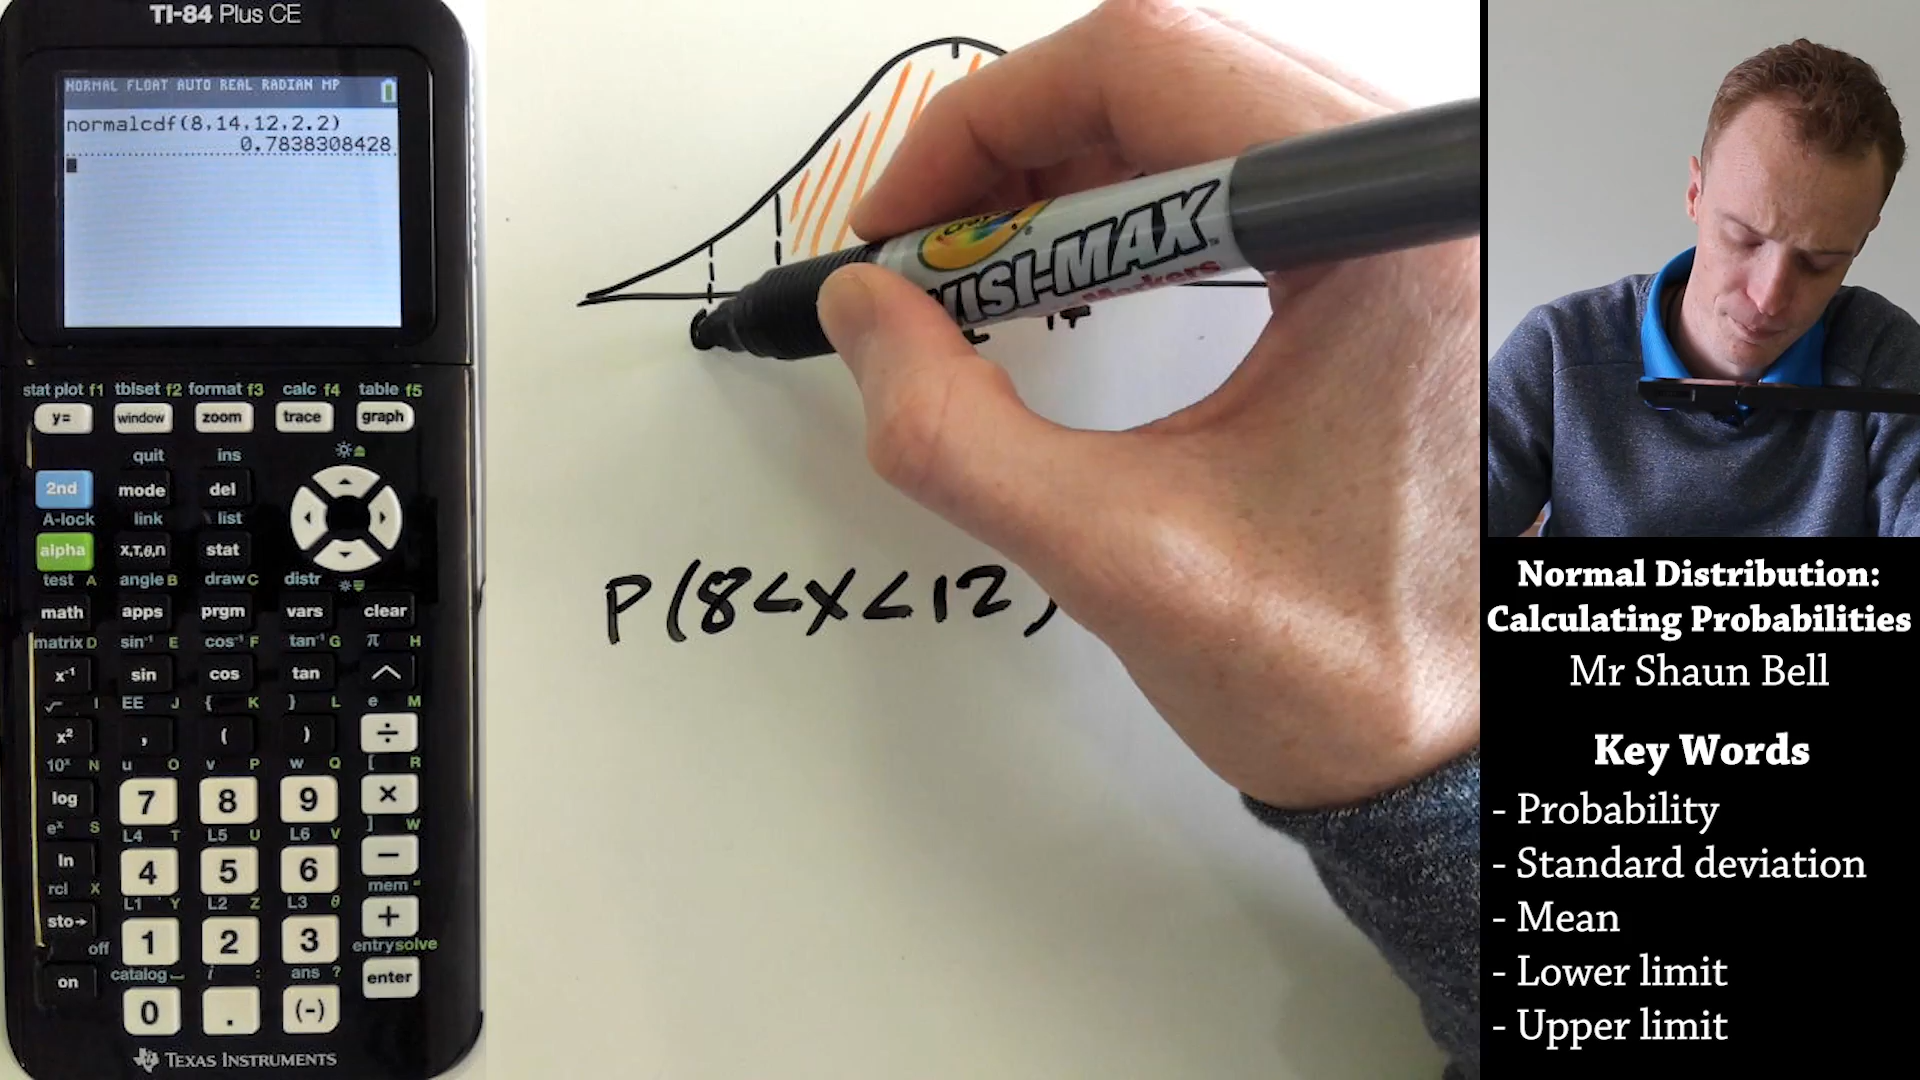 TI-84 Plus CE
NORMAL FLOAT AUTO REAL RADIAN MP
normalcdf(8,14,12,2.2)
0.7838308428
stat plot f1 tblset f2 format f3 calc f4 table f5
y= window zoom trace graph
quit ins
2nd mode del
A-lock link list
alpha X,T,θ,n stat
test A angle B draw C distr
math apps prgm vars clear
matrix D sin⁻¹ E cos⁻¹ F tan⁻¹ G π H
x⁻¹ sin cos tan ^
√ I EE J { K } L e M
x² , ( ) ÷
10ˣ N u O v P w Q [ R
log 7 8 9 ×
eˣ S L4 T L5 U L6 V ] W
ln 4 5 6 −
rcl X L1 Y L2 Z L3 θ mem "
sto→ 1 2 3 +
off catalog i : ans ? entry solve
on 0 . (-) enter
TEXAS INSTRUMENTS
Crayola
VISI-MAX
Markers
P(8<X<12)
Normal Distribution:
Calculating Probabilities
Mr Shaun Bell
Key Words
- Probability
- Standard deviation
- Mean
- Lower limit
- Upper limit